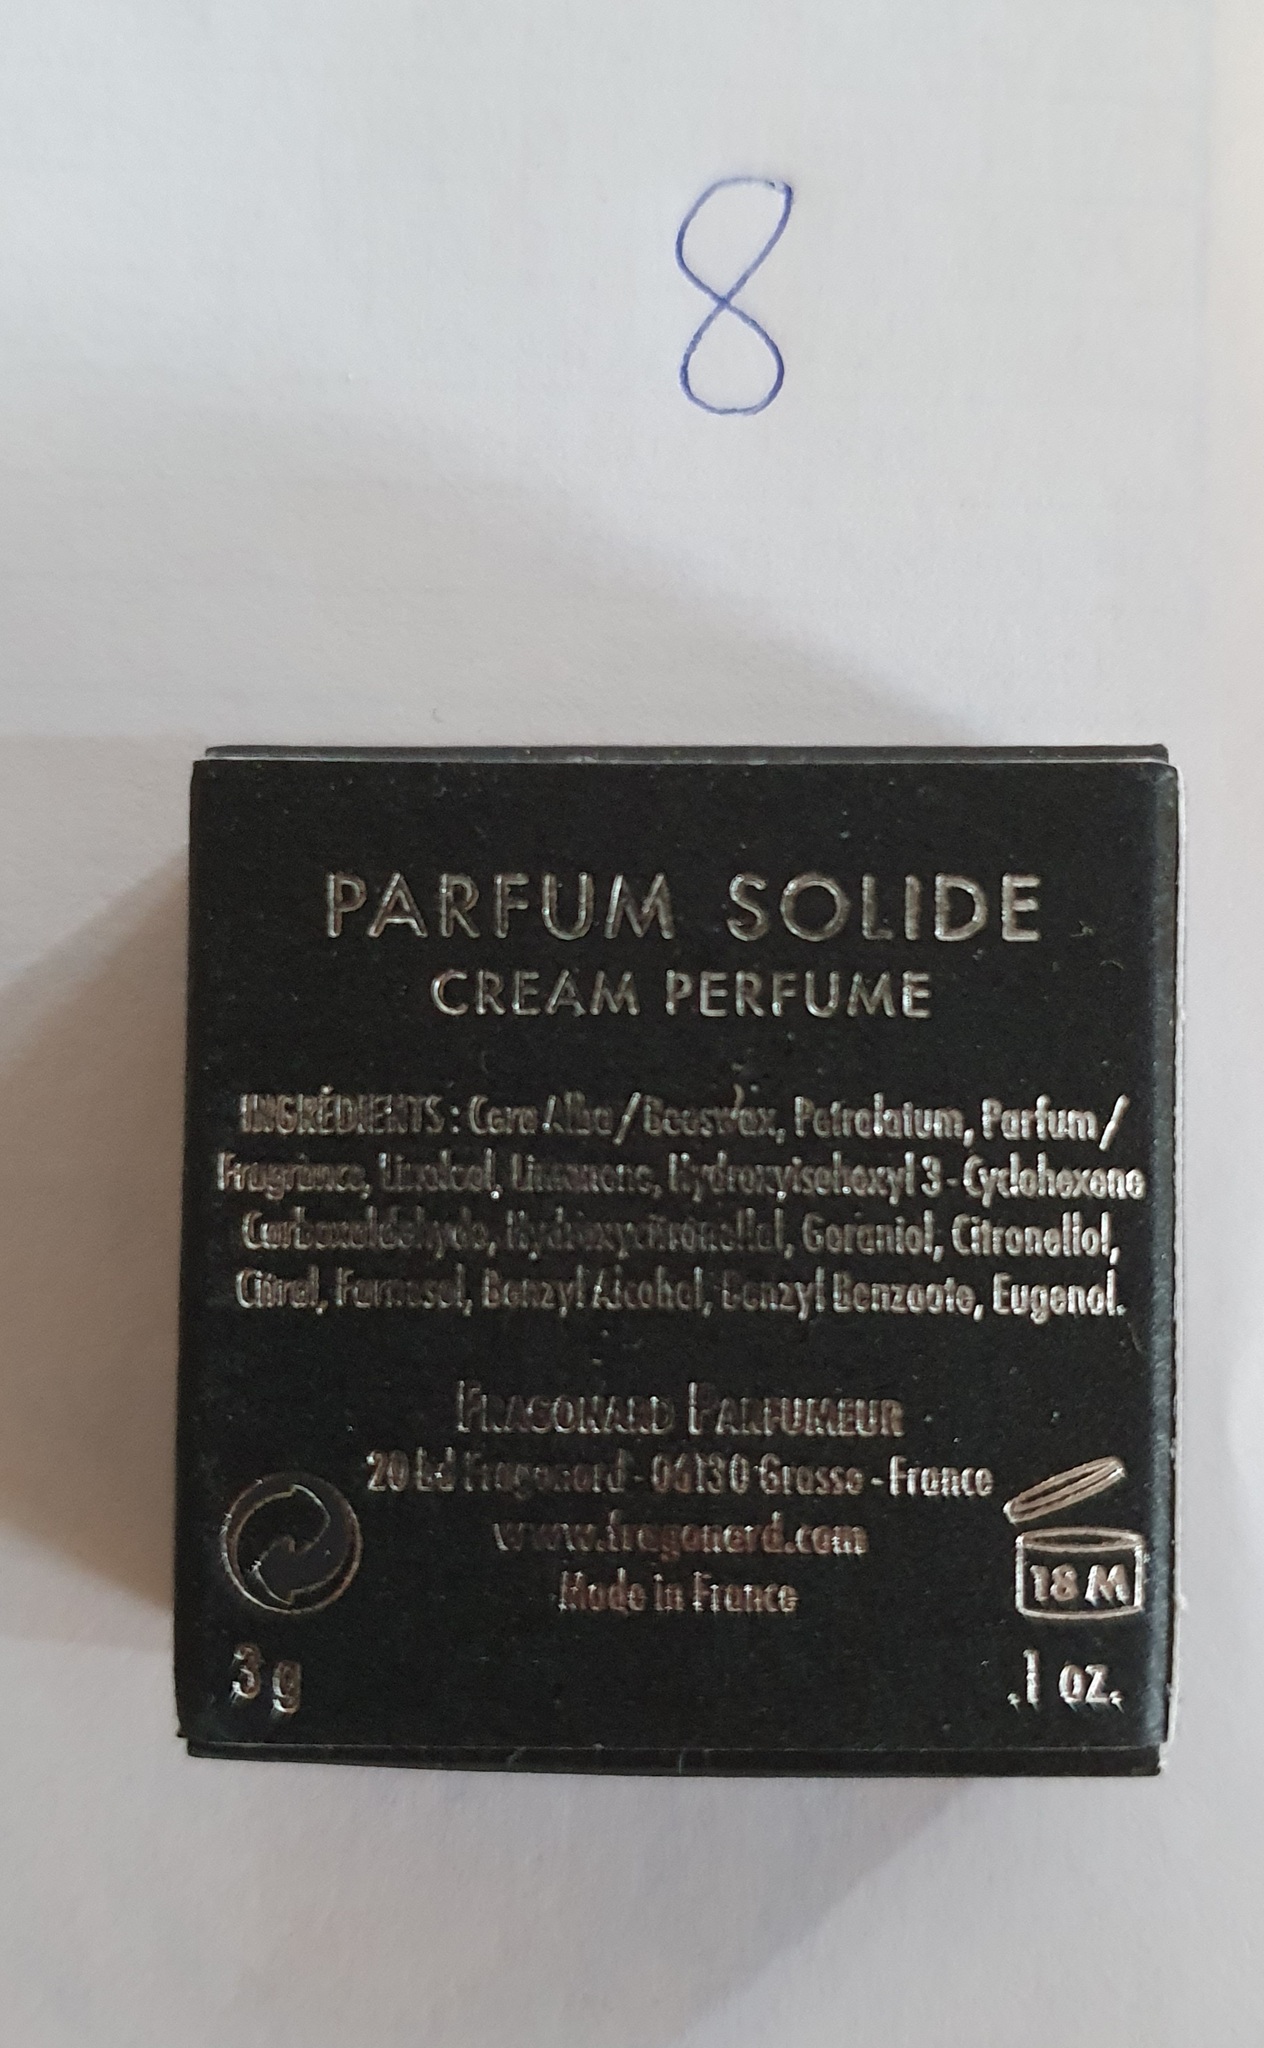 8
PARFUM SOLIDE
CREAM PERFUME
INGRÉDIENTS : Cera Alba/Beeswax, Petrolatum, Parfum/
Fragrance, Linalool, Limonene, Hydroxyisohexyl 3-Cyclohexene
Carboxaldehyde, Hydroxycitronellal, Geraniol, Citronellol,
Citral, Farnesol, Benzyl Alcohol, Benzyl Benzoate, Eugenol.
FRAGONARD PARFUMEUR
20 Bd Fragonard - 06130 Grasse - France
www.fragonard.com
Made in France
18 M
3 g
.1 oz.